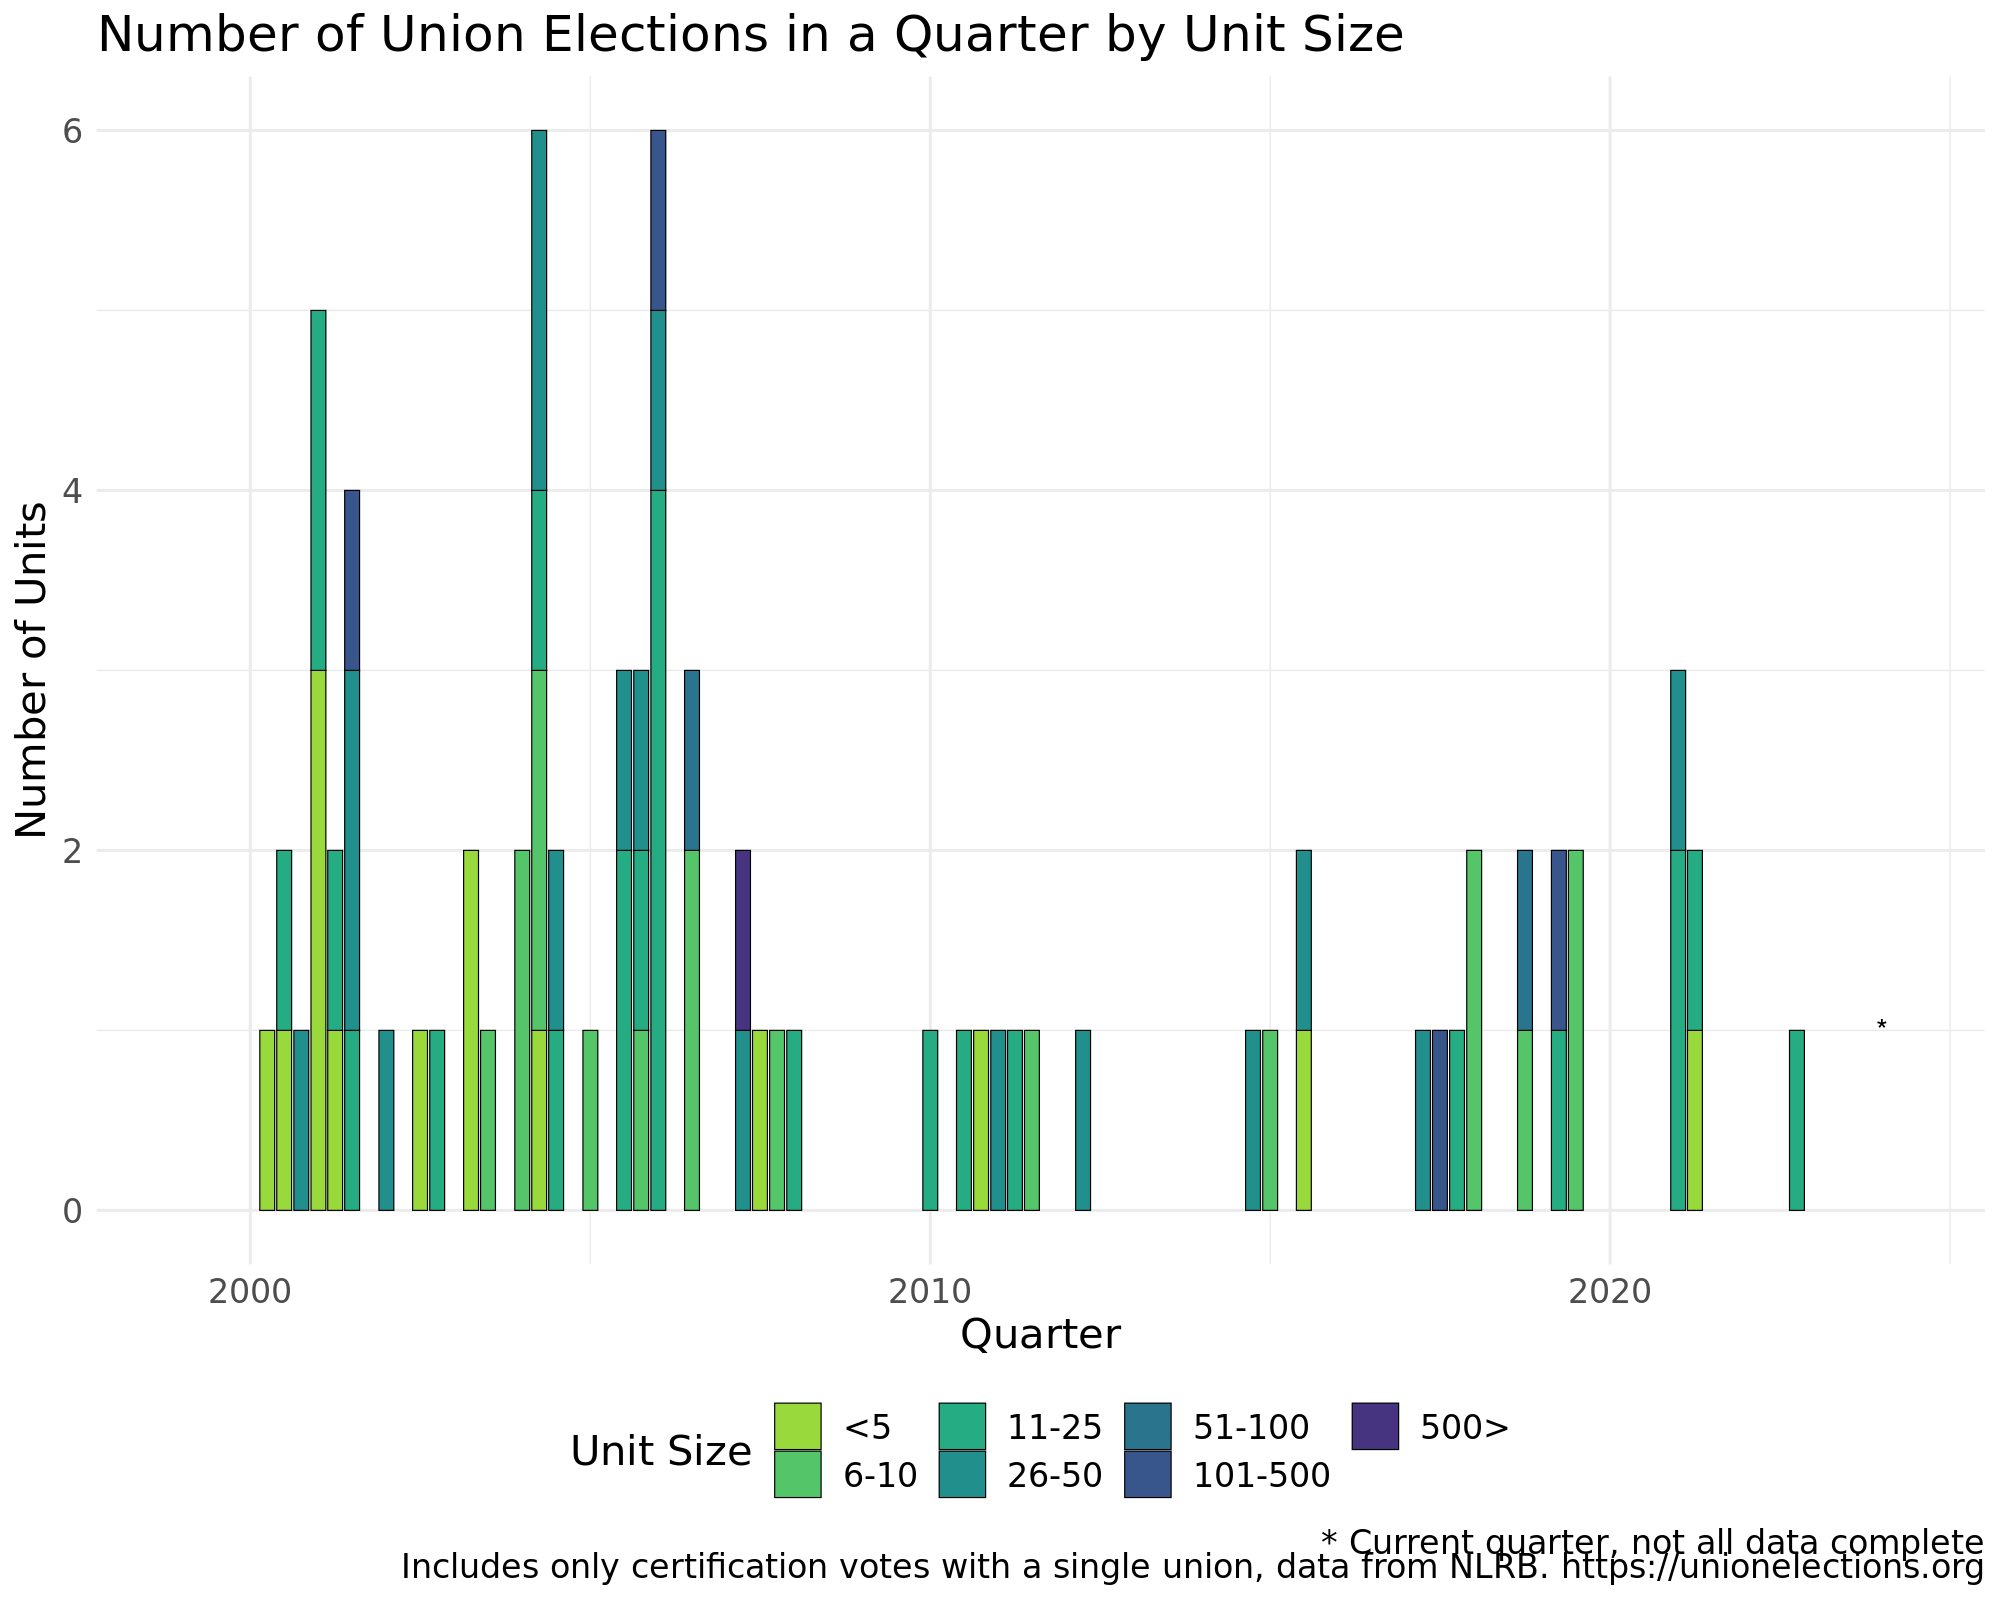 Number of Union Elections in a Quarter by Unit Size
Number of Units
6
4
2
0
*
2000
2010
2020
Quarter
Unit Size
<5
11-25
51-100
500>
6-10
26-50
101-500
* Current quarter, not all data complete
Includes only certification votes with a single union, data from NLRB. https://unionelections.org